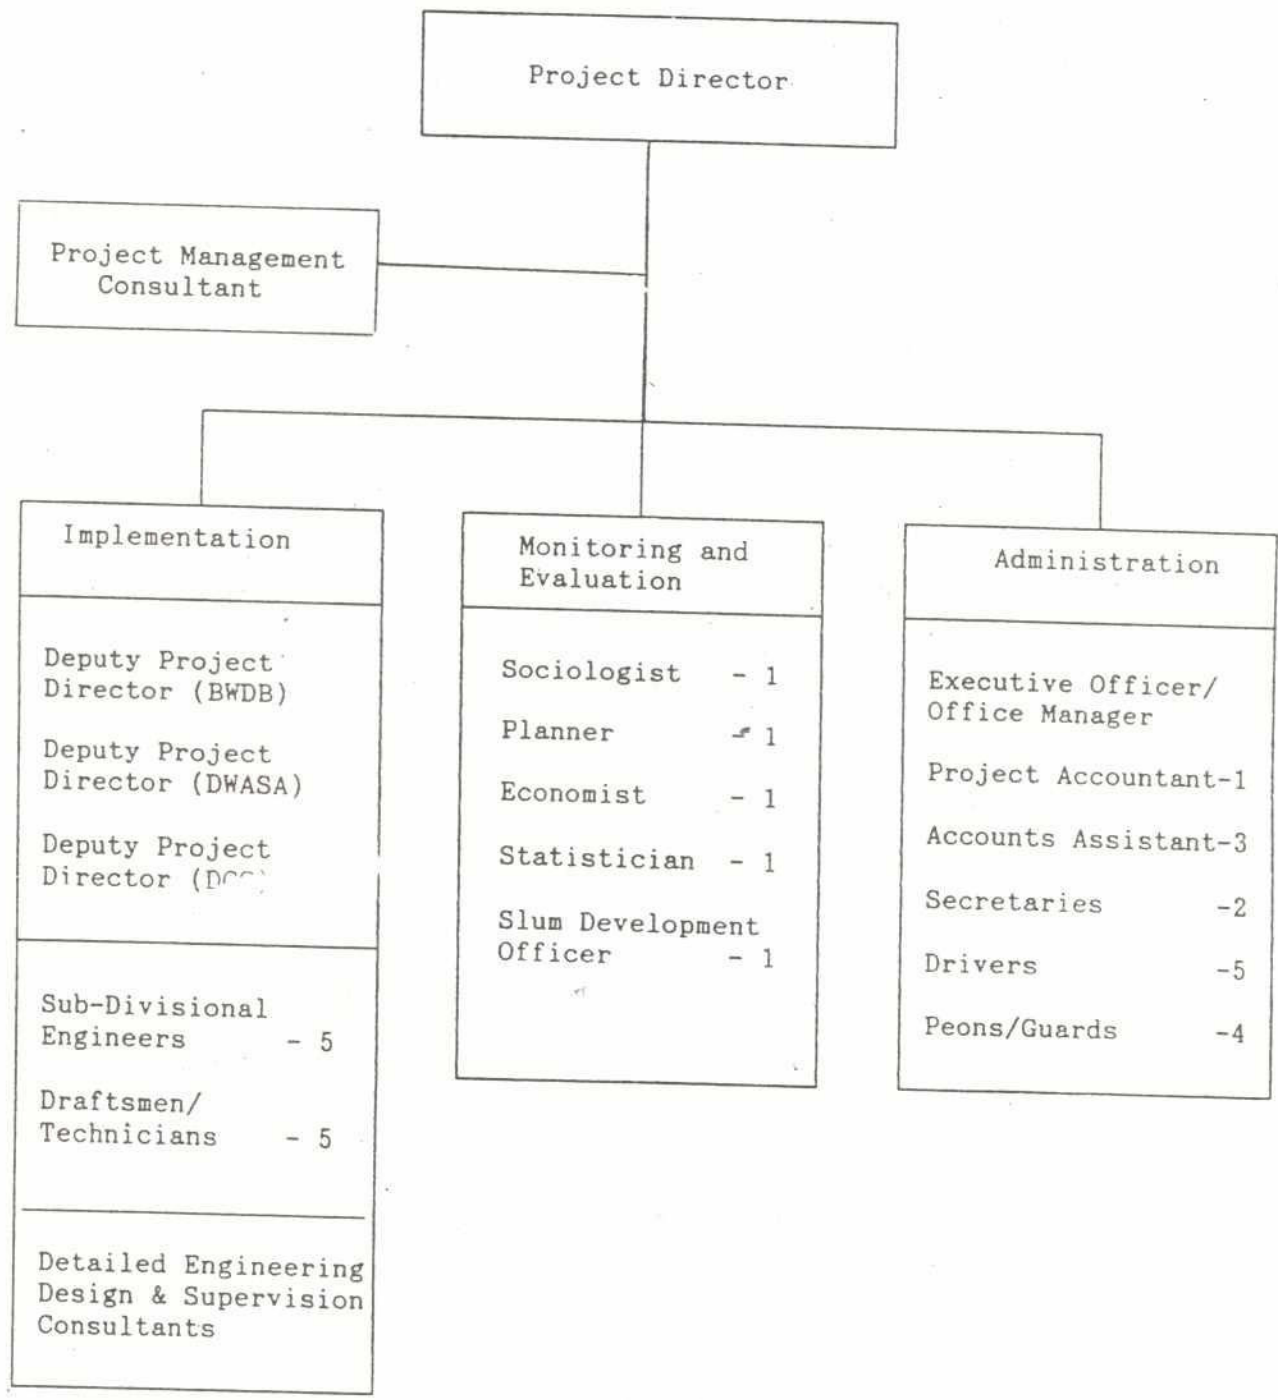 Project Director
Project Management
Consultant
Implementation
Deputy Project
Director (BWDB)
Deputy Project
Director (DWASA)
Deputy Project
Director
Sub-Divisional
Engineers - 5
Draftsmen/
Technicians - 5
Detailed Engineering
Design & Supervision
Consultants
Monitoring and
Evaluation
Sociologist - 1
Planner - 1
Economist - 1
Statistician - 1
Slum Development
Officer - 1
Administration
Executive Officer/
Office Manager
Project Accountant-1
Accounts Assistant-3
Secretaries -2
Drivers -5
Peons/Guards -4